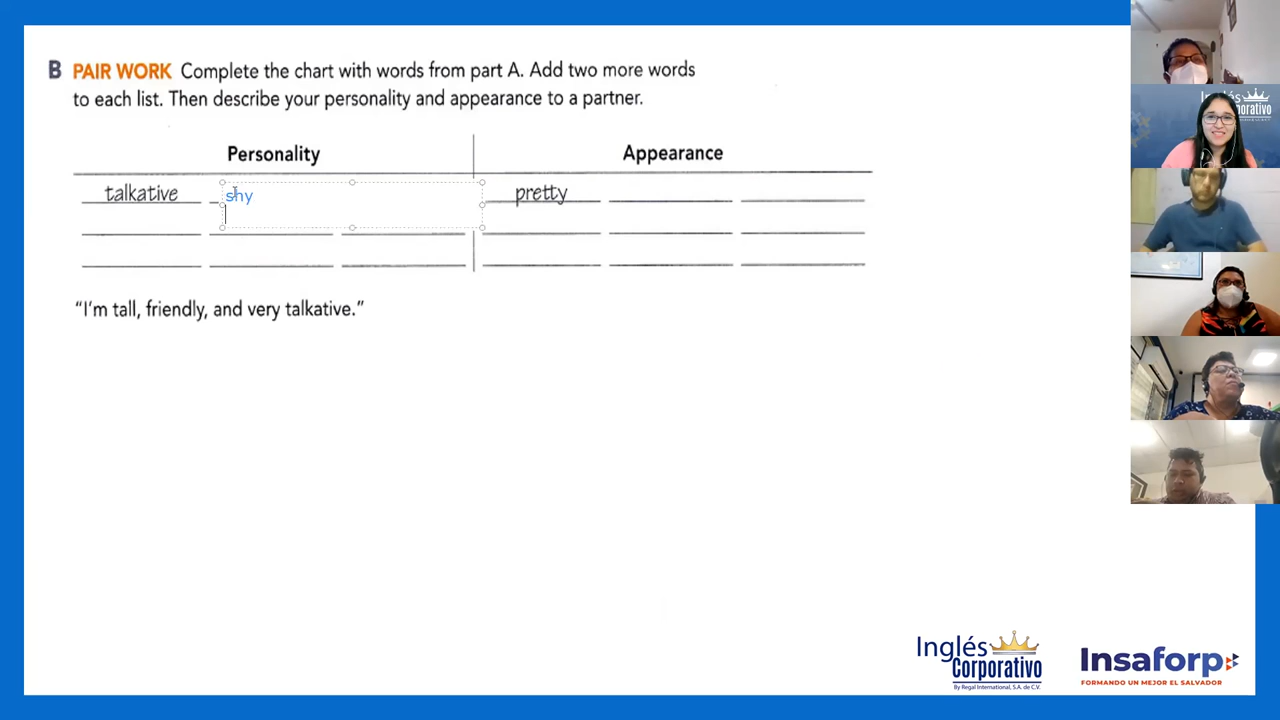 B PAIR WORK Complete the chart with words from part A. Add two more words
to each list. Then describe your personality and appearance to a partner.
Personality Appearance
talkative shy pretty
"I'm tall, friendly, and very talkative."
Inglés
Corporativo
By Regal International, S.A. de C.V.
Insaforp
FORMANDO UN MEJOR EL SALVADOR